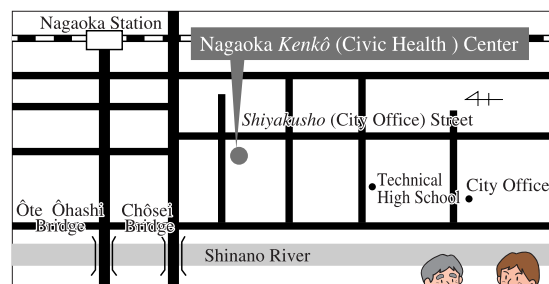 Nagaoka Station
Nagaoka Kenkô (Civic Health ) Center
Shiyakusho (City Office) Street
Technical
High School
City Office
Ôte Ôhashi
Bridge
Chôsei
Bridge
Shinano River